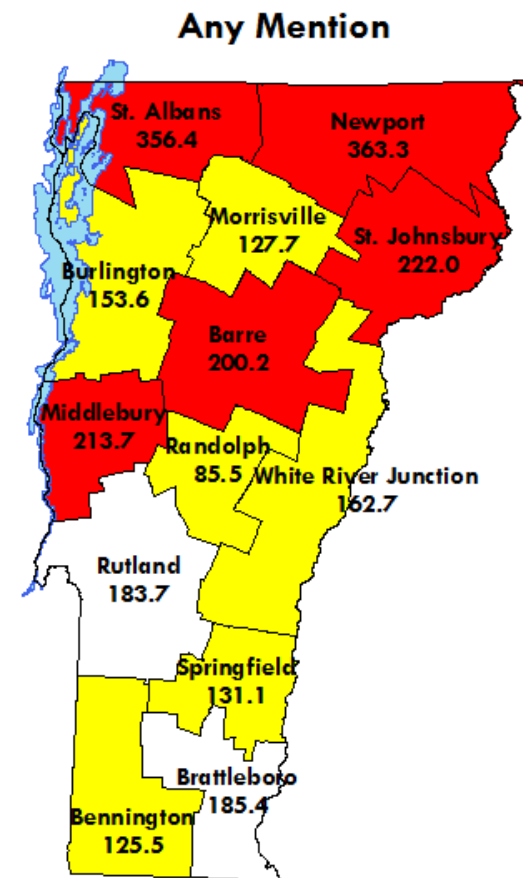 Any Mention
St. Albans
356.4
Newport
363.3
Morrisville
127.7
St. Johnsbury
222.0
Burlington
153.6
Barre
200.2
Middlebury
213.7
Randolph
85.5
White River Junction
162.7
Rutland
183.7
Springfield
131.1
Brattleboro
185.4
Bennington
125.5